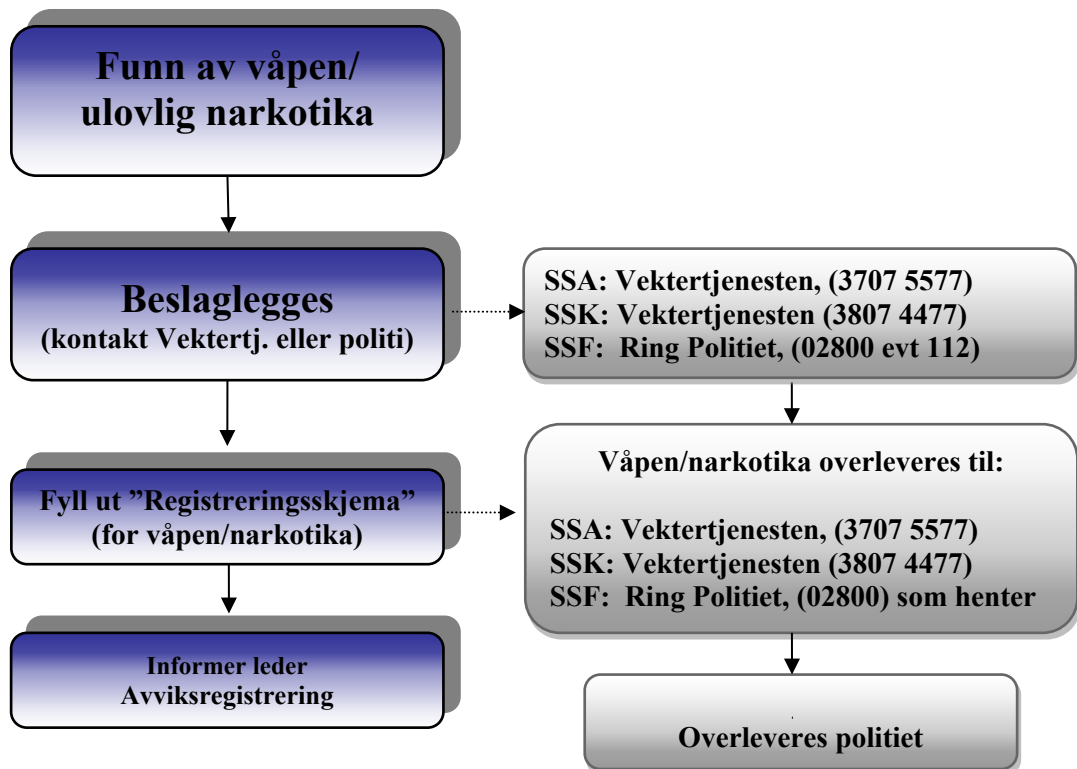 Funn av våpen/
ulovlig narkotika
Beslaglegges
(kontakt Vektertj. eller politi)
SSA: Vektertjenesten, (3707 5577)
SSK: Vektertjenesten (3807 4477)
SSF: Ring Politiet, (02800 evt 112)
Fyll ut ”Registreringsskjema”
(for våpen/narkotika)
Våpen/narkotika overleveres til:
SSA: Vektertjenesten, (3707 5577)
SSK: Vektertjenesten (3807 4477)
SSF: Ring Politiet, (02800) som henter
Informer leder
Avviksregistrering
.
Overleveres politiet